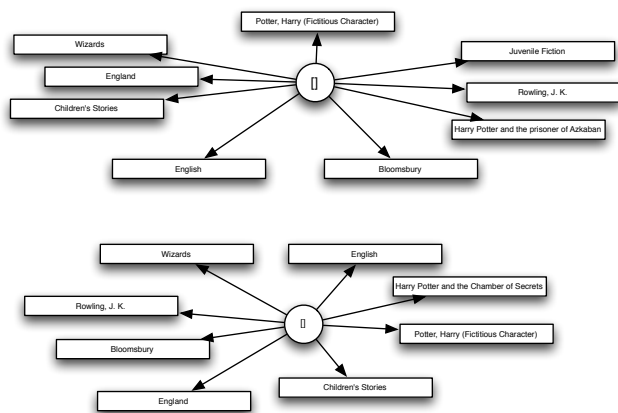 Potter, Harry (Fictitious Character)
Wizards
Juvenile Fiction
England
[]
Rowling, J. K.
Children's Stories
Harry Potter and the prisoner of Azkaban
English
Bloomsbury
Wizards
English
Harry Potter and the Chamber of Secrets
Rowling, J. K.
[]
Potter, Harry (Fictitious Character)
Bloomsbury
Children's Stories
England